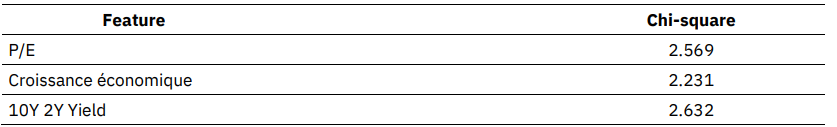 Feature Chi-square
P/E 2.569
Croissance économique 2.231
10Y 2Y Yield 2.632